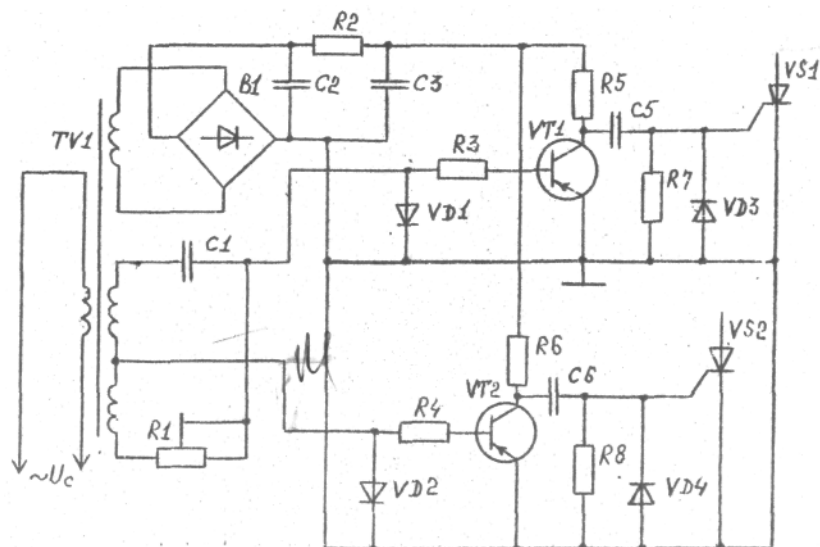 R2
R5
VS1
B1
C2
C3
C5
VT1
TV1
R3
R7
VD1
VD3
C1
R6
VS2
VT2
C6
R4
R1
R8
~Uc
VD2
VD4